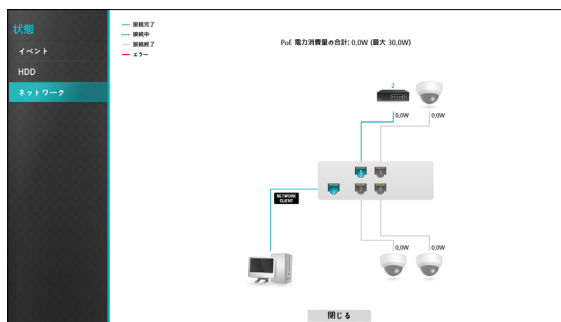 状態
イベント
HDD
ネットワーク
接続完了
接続中
接続終了
エラー
PoE 電力消費量の合計: 0,0W (最大 30,0W)
2
0,0W
0,0W
NETWORK
CLIENT
0,0W
0,0W
閉じる